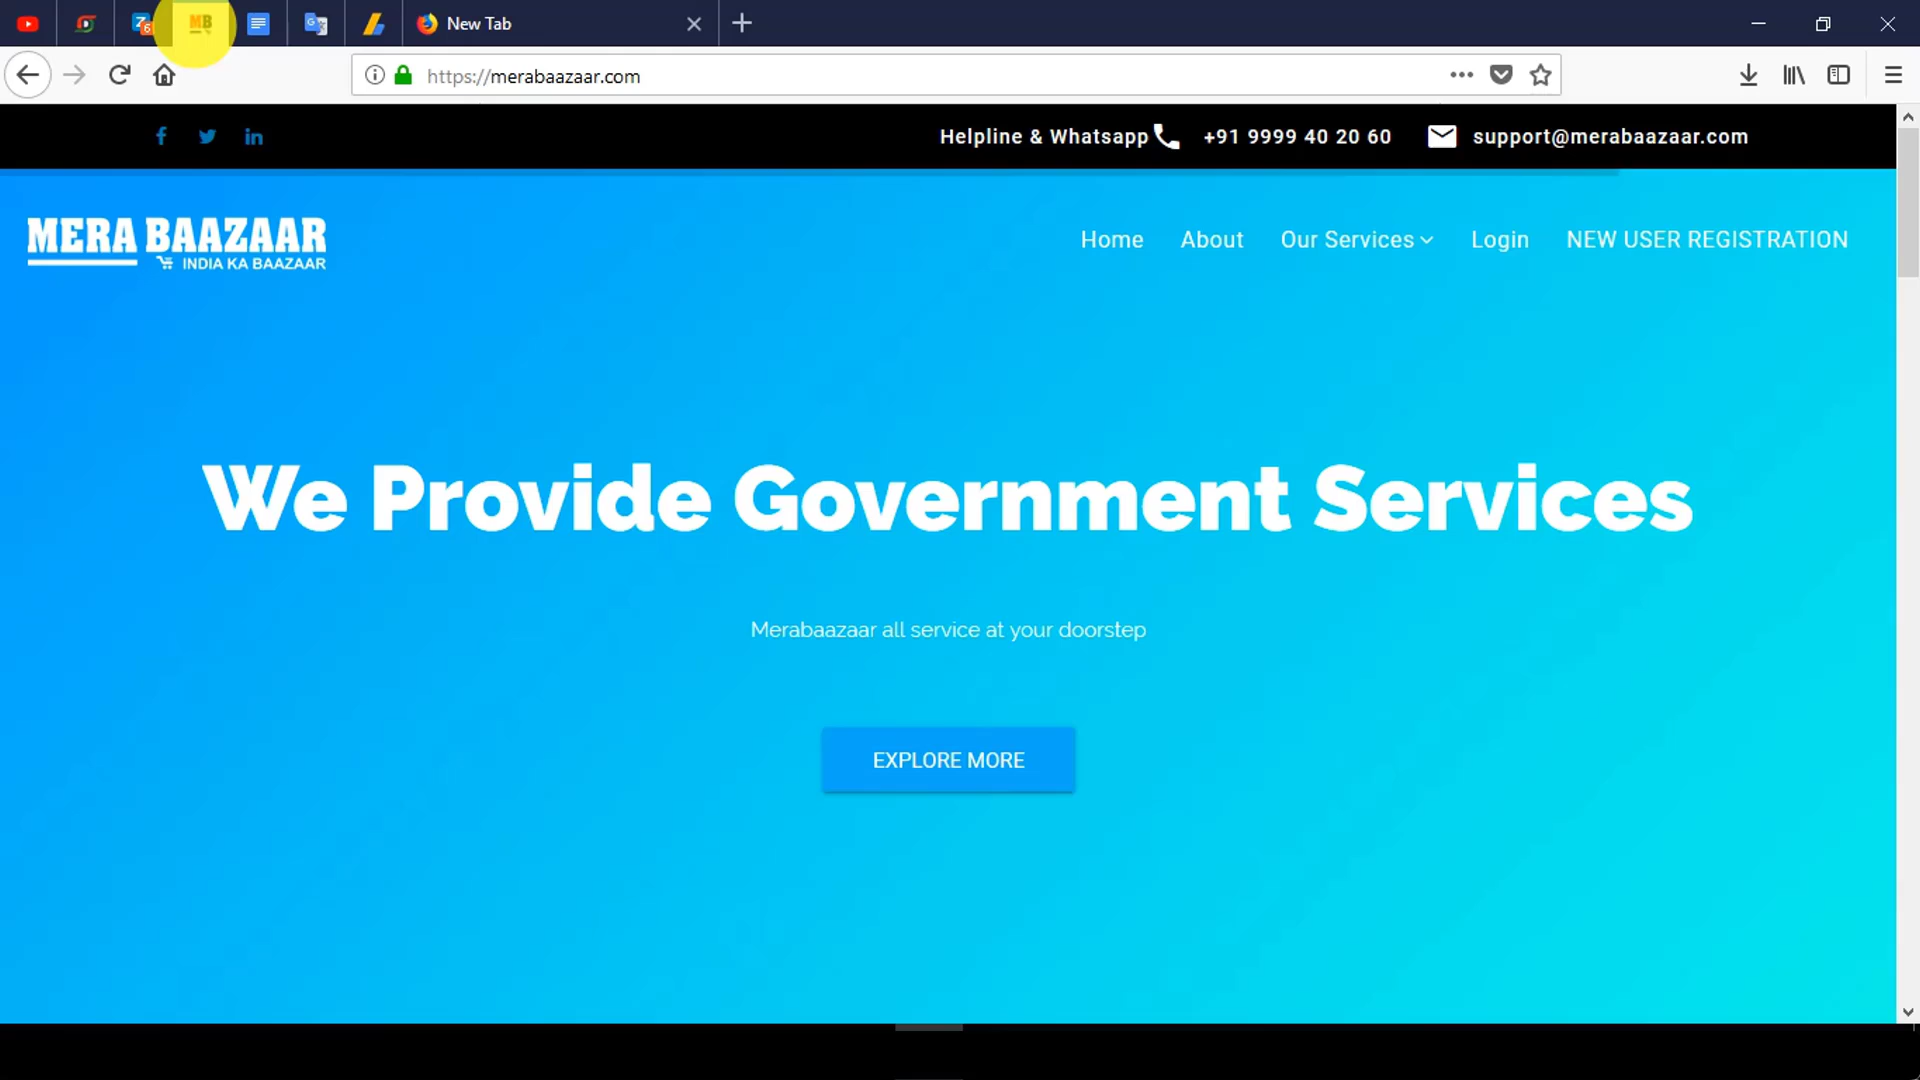 MB
New Tab
https://merabaazaar.com
Helpline & Whatsapp +91 9999 40 20 60 support@merabaazaar.com
MERA BAAZAAR
INDIA KA BAAZAAR
Home About Our Services Login NEW USER REGISTRATION
We Provide Government Services
Merabaazaar all service at your doorstep
EXPLORE MORE